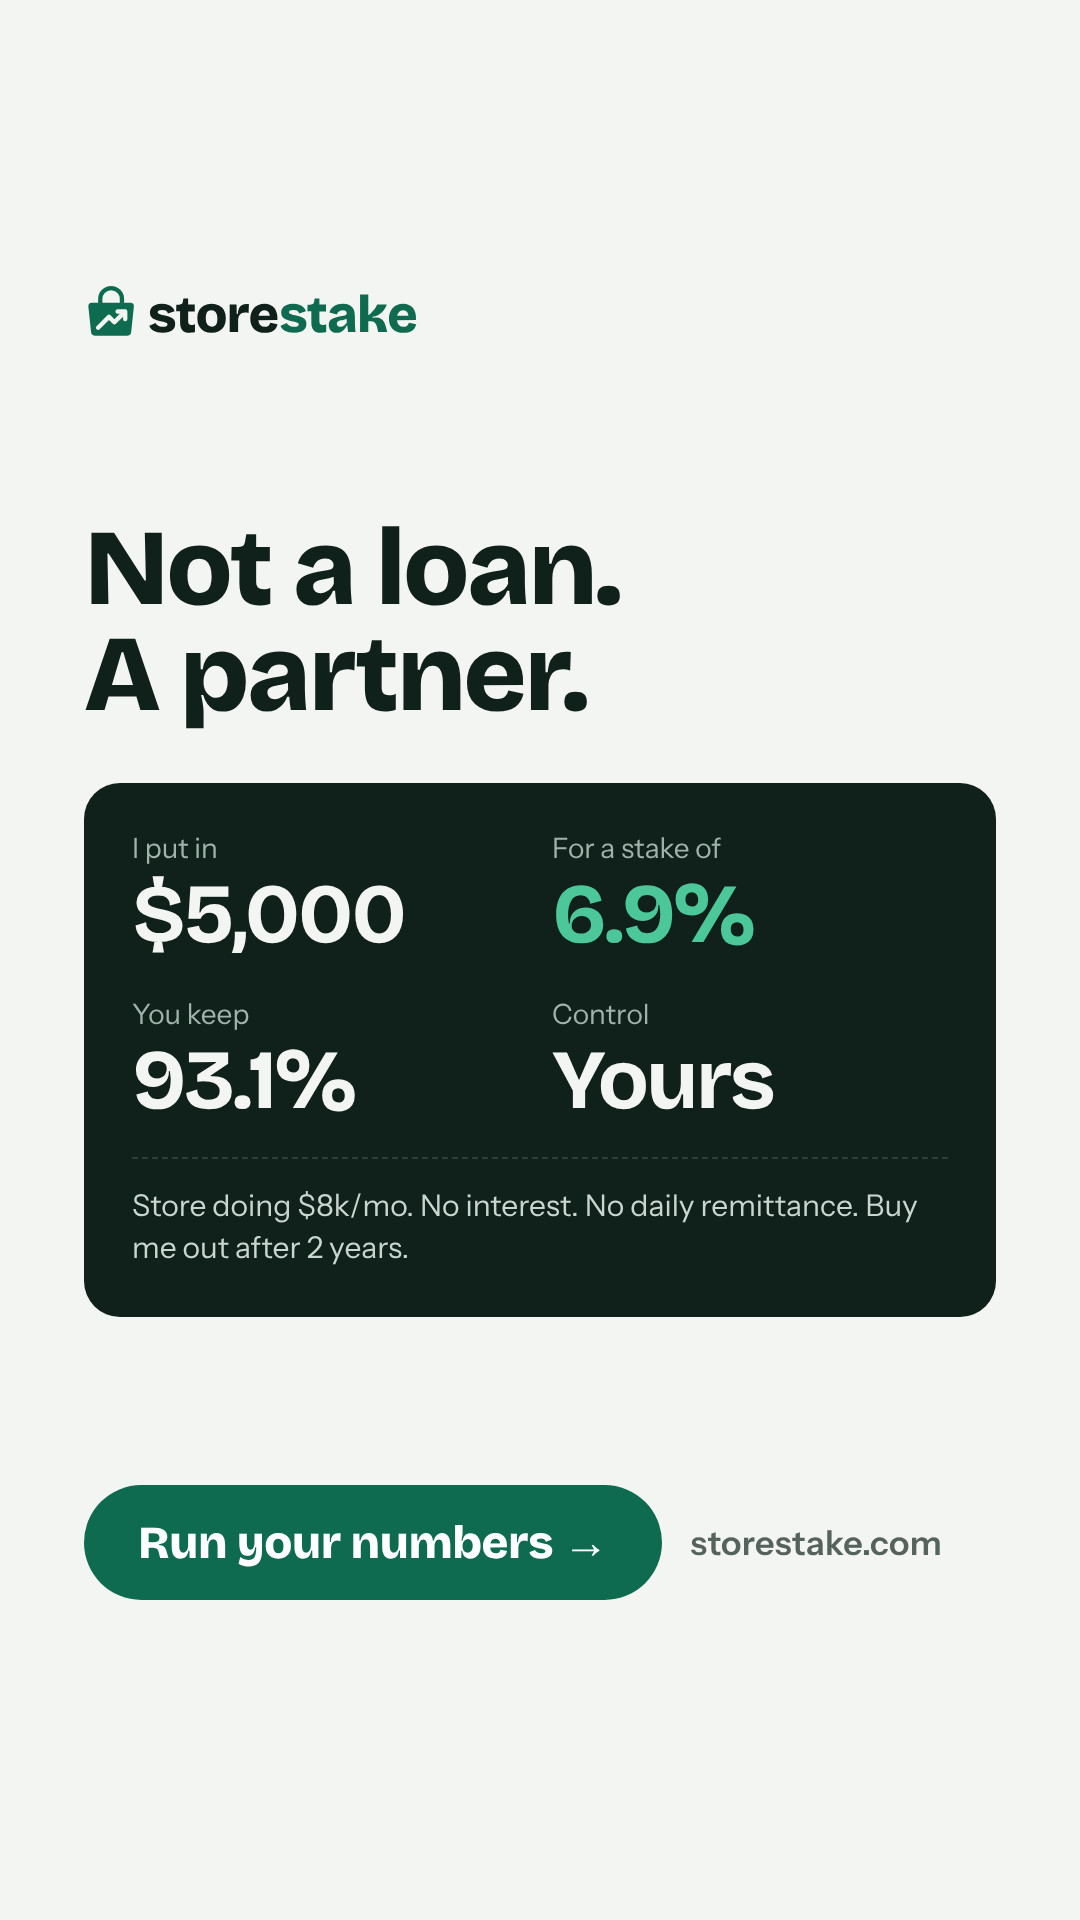 storestake
Not a loan.
A partner.
I put in
$5,000
For a stake of
6.9%
You keep
93.1%
Control
Yours
Store doing $8k/mo. No interest. No daily remittance. Buy
me out after 2 years.
Run your numbers →
storestake.com